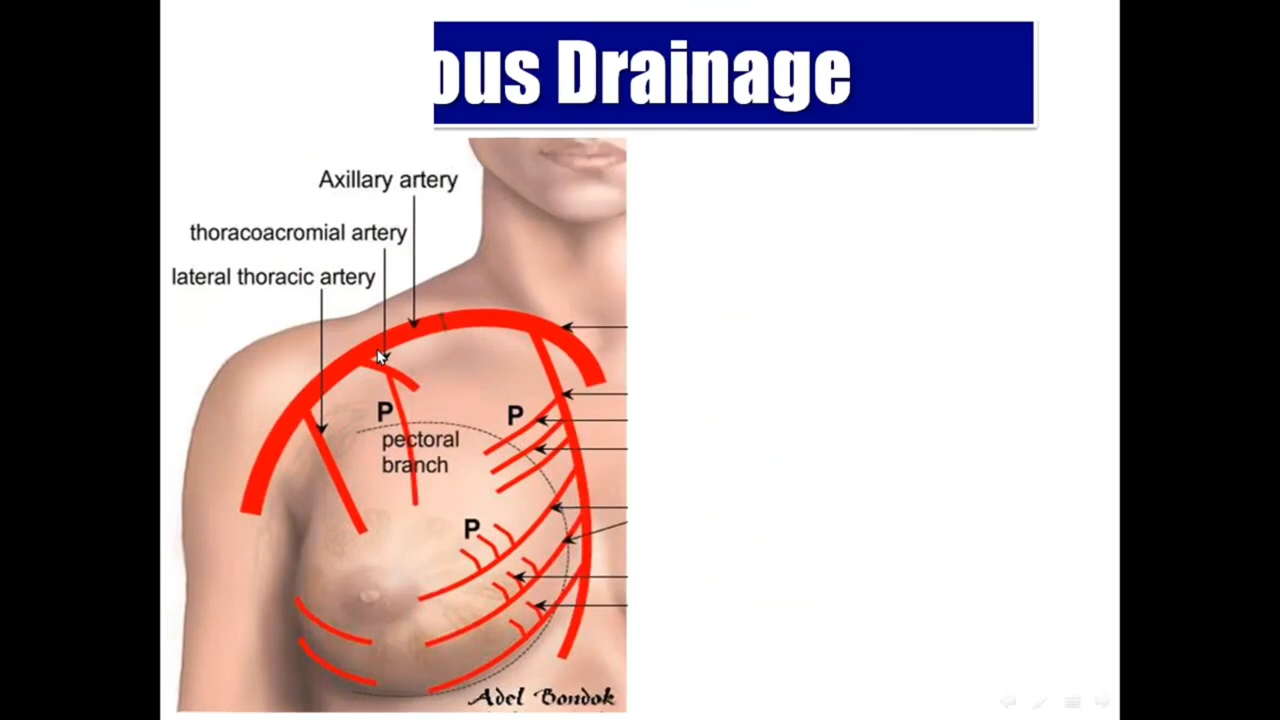 ous Drainage
Axillary artery
thoracoacromial artery
lateral thoracic artery
P
P
pectoral
branch
P
Adel Bondok